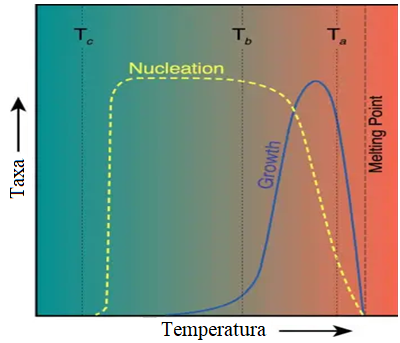 Tc Tb Ta
Nucleation
Growth
Melting Point
Taxa
Temperatura